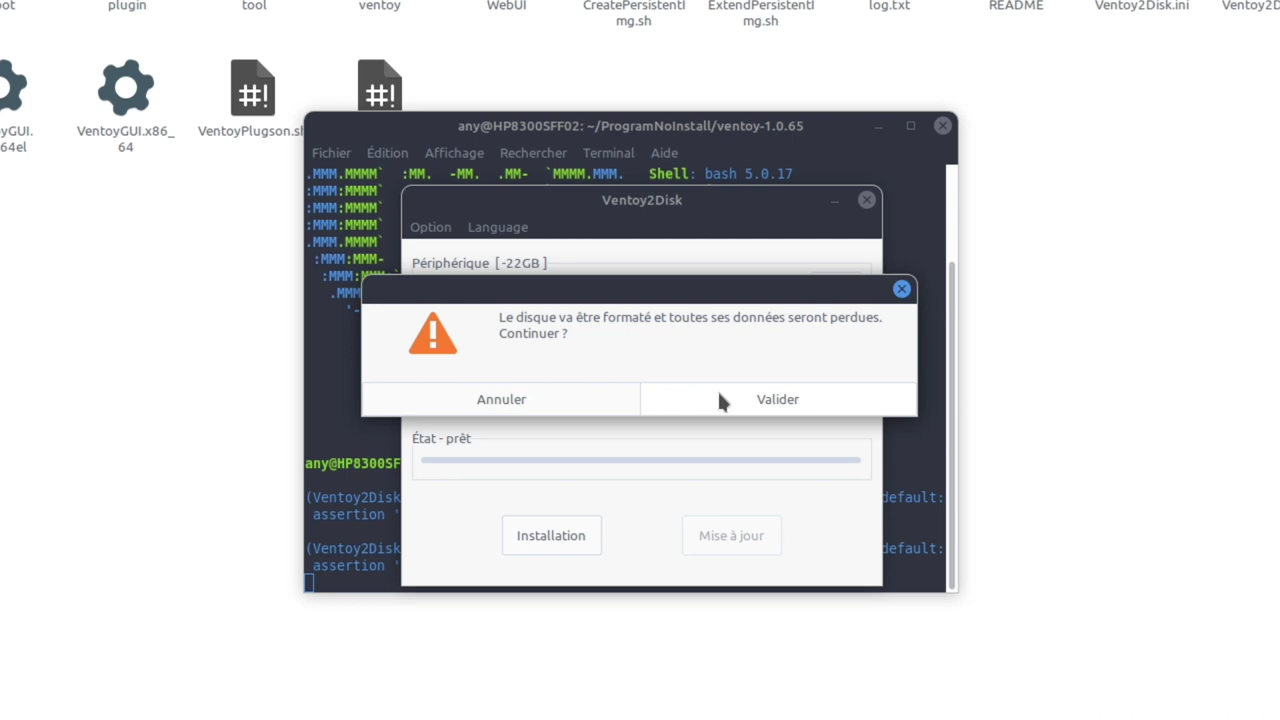 plugin
tool
ventoy
WebUI
CreatePersistentI
mg.sh
ExtendPersistentI
mg.sh
log.txt
README
Ventoy2Disk.ini
VentoyGUI.x86_
64
VentoyPlugson.sh
#!
#!
64el
any@HP8300SFF02: ~/ProgramNoInstall/ventoy-1.0.65
Fichier Édition Affichage Rechercher Terminal Aide
.MMM.MMMM` :MM. -MM. .MM- `MMMM.MMM. Shell: bash 5.0.17
:MMM:MMMM`
:MMM:MMMM`
:MMM:MMMM`
.MMM.MMMM`
:MMM:MMM-
Ventoy2Disk
Option Language
Périphérique [ -22GB ]
Le disque va être formaté et toutes ses données seront perdues.
Continuer ?
Annuler
Valider
État - prêt
any@HP8300SF
(Ventoy2Disk default:
assertion '
Installation
Mise à jour
(Ventoy2Disk default:
assertion '